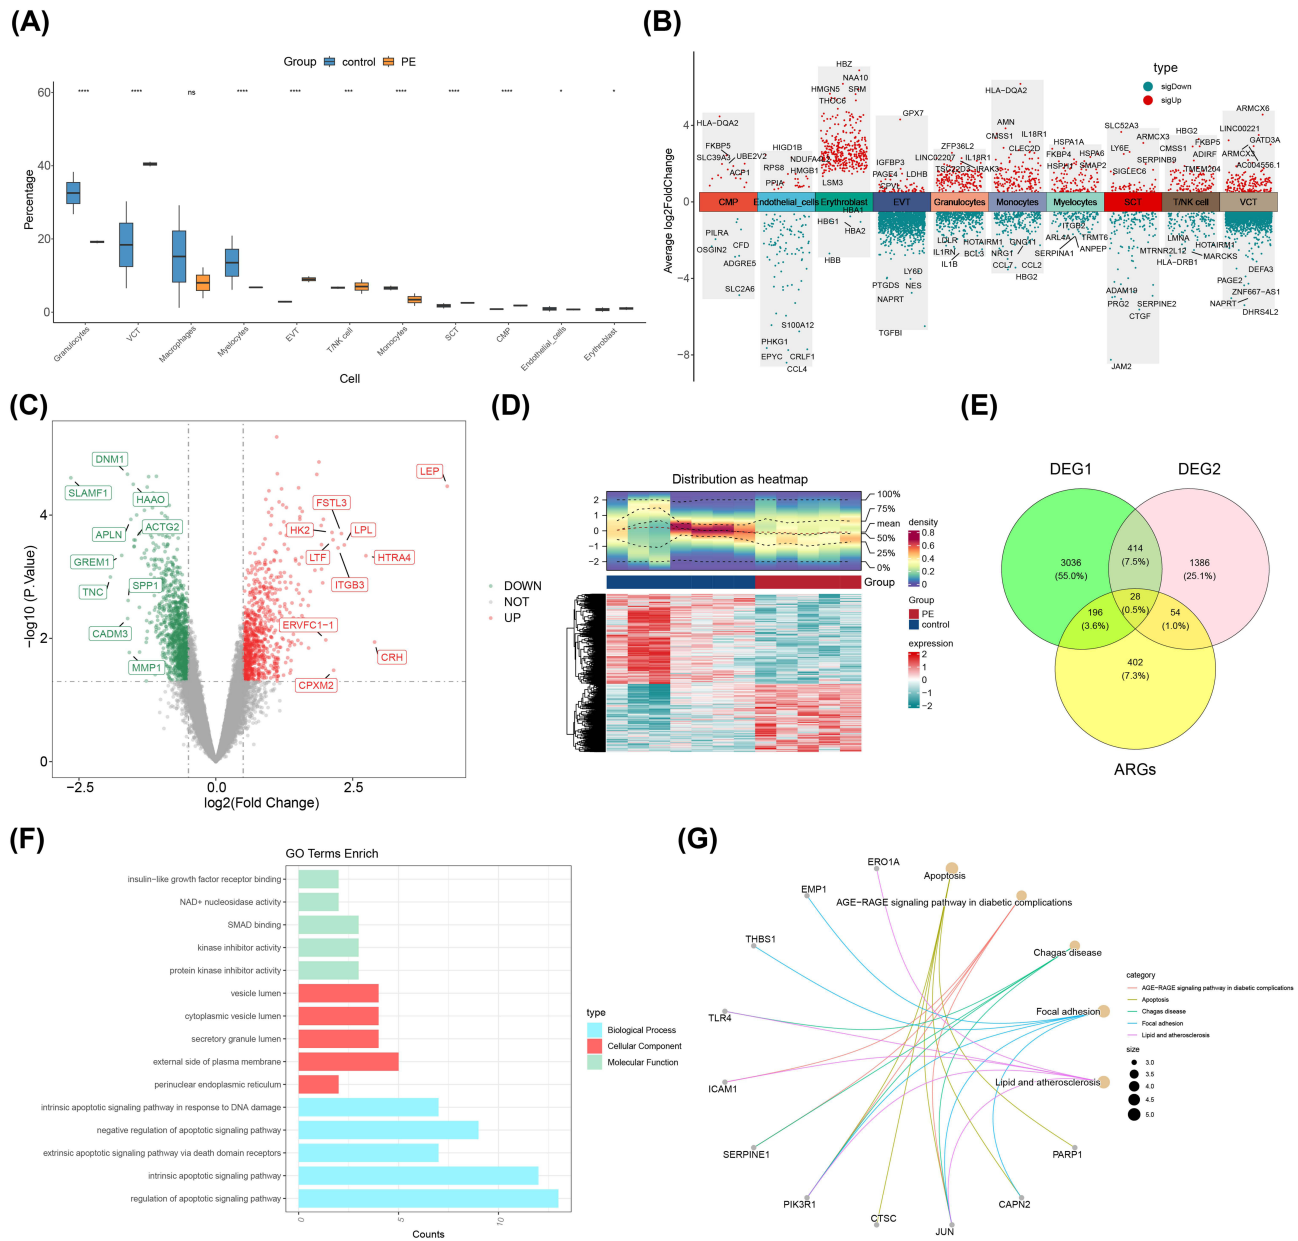 (A)
Group control PE
**** **** ns **** **** *** **** **** **** * *
Percentage
60
40
20
0
Granulocytes
VCT
Macrophages
Myelocytes
EVT
T/NK cell
Monocytes
SCT
CMP
Endothelial_cells
Erythroblast
Cell
(B)
type
sigDown
sigUp
Average log2FoldChange
4
0
−4
−8
HLA−DQA2
FKBP5
SLC39A3
UBE2V2
ACP1
CMP
PILRA
OSGIN2
CFD
ADGRE5
SLC2A6
HIGD1B
RPS8
PPIA
HMGB1
Endothelial_cells
S100A12
PHKG1
EPYC
CRLF1
CCL4
HBZ
NAA10
HMGN5
SRM
THOC6
LSM3
Erythroblast
HBA1
HBG1
HBA2
HBB
GPX7
IGFBP3
PAGE4
LDHB
CPVL
EVT
LY6D
PTGDS
NES
NAPRT
TGFBI
ZFP36L2
LINC02207
IL18R1
TSC22D3
IRAK3
Granulocytes
LDLR
HOTAIRM1
IL1RN
BCL3
IL1B
HLA−DQA2
AMN
CMSS1
IL18R1
CLEC2D
Monocytes
GNG11
NRG1
CCL7
CCL2
HBG2
HSPA1A
FKBP4
HSPA6
HSPH1
SMAP2
Myelocytes
ITGB2
ARL4A
TRMT6
SERPINA1
ANPEP
SLC52A3
ARMCX3
LY6E
SERPINB9
SIGLEC6
SCT
ADAM19
PRG2
SERPINE2
CTGF
JAM2
HBG2
CMSS1
FKBP5
ADIRF
TMEM204
T/NK cell
LMNA
HOTAIRM1
MTRNR2L12
MARCKS
HLA−DRB1
ARMCX6
LINC00221
GATD3A
ARMCX3
AC004556.1
VCT
DEFA3
PAGE2
ZNF667−AS1
NAPRT
DHRS4L2
(C)
−log10 (P.Value)
4
2
0
−2.5
0.0
2.5
log2(Fold Change)
DNM1
SLAMF1
HAAO
APLN
ACTG2
GREM1
SPP1
TNC
CADM3
MMP1
LEP
FSTL3
HK2
LPL
LTF
HTRA4
ITGB3
ERVFC1−1
CRH
CPXM2
DOWN
NOT
UP
(D)
Distribution as heatmap
2
1
0
−1
−2
100%
75%
mean
50%
25%
0%
density
0.8
0.6
0.4
0.2
0
Group
Group
PE
control
expression
2
1
0
−1
−2
(E)
DEG1
DEG2
3036
(55.0%)
414
(7.5%)
1386
(25.1%)
28
(0.5%)
196
(3.6%)
54
(1.0%)
402
(7.3%)
ARGs
(F)
GO Terms Enrich
insulin−like growth factor receptor binding
NAD+ nucleosidase activity
SMAD binding
kinase inhibitor activity
protein kinase inhibitor activity
vesicle lumen
cytoplasmic vesicle lumen
secretory granule lumen
external side of plasma membrane
perinuclear endoplasmic reticulum
intrinsic apoptotic signaling pathway in response to DNA damage
negative regulation of apoptotic signaling pathway
extrinsic apoptotic signaling pathway via death domain receptors
intrinsic apoptotic signaling pathway
regulation of apoptotic signaling pathway
0
5
10
Counts
type
Biological Process
Cellular Component
Molecular Function
(G)
ERO1A
Apoptosis
EMP1
AGE−RAGE signaling pathway in diabetic complications
THBS1
Chagas disease
TLR4
Focal adhesion
ICAM1
Lipid and atherosclerosis
SERPINE1
PARP1
PIK3R1
CAPN2
CTSC
JUN
category
AGE−RAGE signaling pathway in diabetic complications
Apoptosis
Chagas disease
Focal adhesion
Lipid and atherosclerosis
size
3.0
3.5
4.0
4.5
5.0